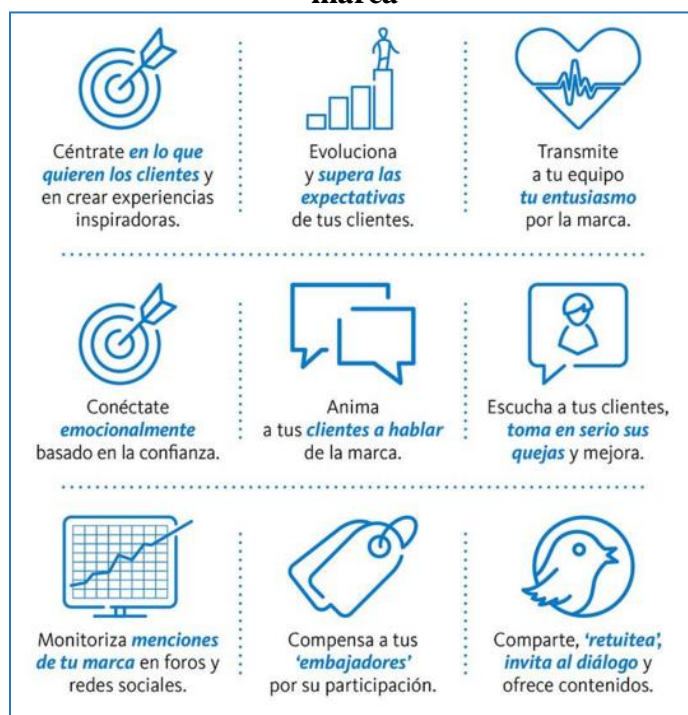 marca
Céntrate en lo que
quieren los clientes y
en crear experiencias
inspiradoras.
Evoluciona
y supera las
expectativas
de tus clientes.
Transmite
a tu equipo
tu entusiasmo
por la marca.
Conéctate
emocionalmente
basado en la confianza.
Anima
a tus clientes a hablar
de la marca.
Escucha a tus clientes,
toma en serio sus
quejas y mejora.
Monitoriza menciones
de tu marca en foros y
redes sociales.
Compensa a tus
'embajadores'
por su participación.
Comparte, 'retuitea',
invita al diálogo y
ofrece contenidos.